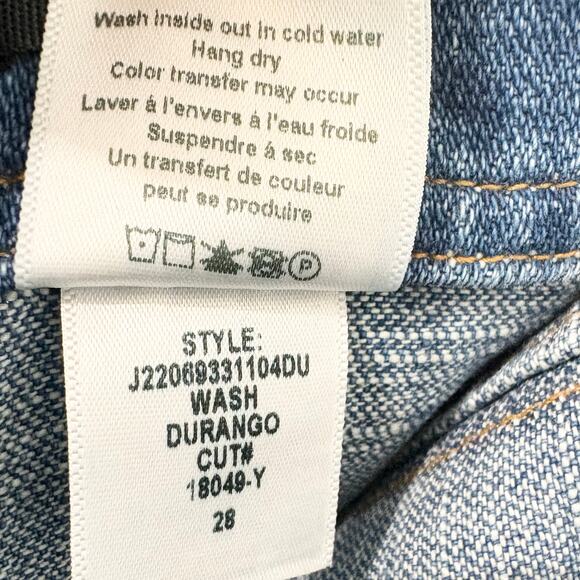 Wash inside out in cold water
Hang dry
Color transfer may occur
Laver á l'envers à l'eau froide
Suspendre á sec
Un transfert de couleur
peut se produire
P
STYLE:
J22069331104DU
WASH
DURANGO
CUT#
18049-Y
28